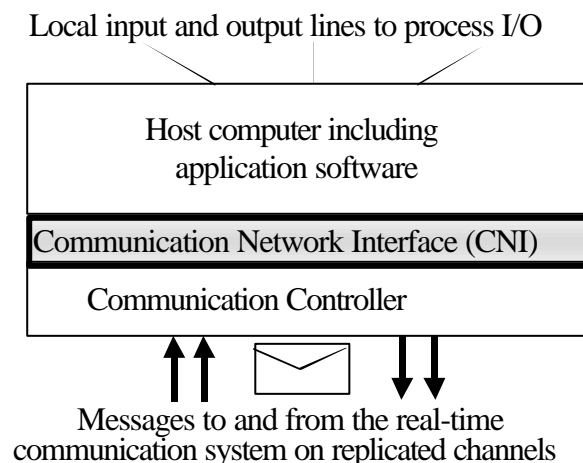 Local input and output lines to process I/O
Host computer including
application software
Communication Network Interface (CNI)
Communication Controller
Messages to and from the real-time
communication system on replicated channels